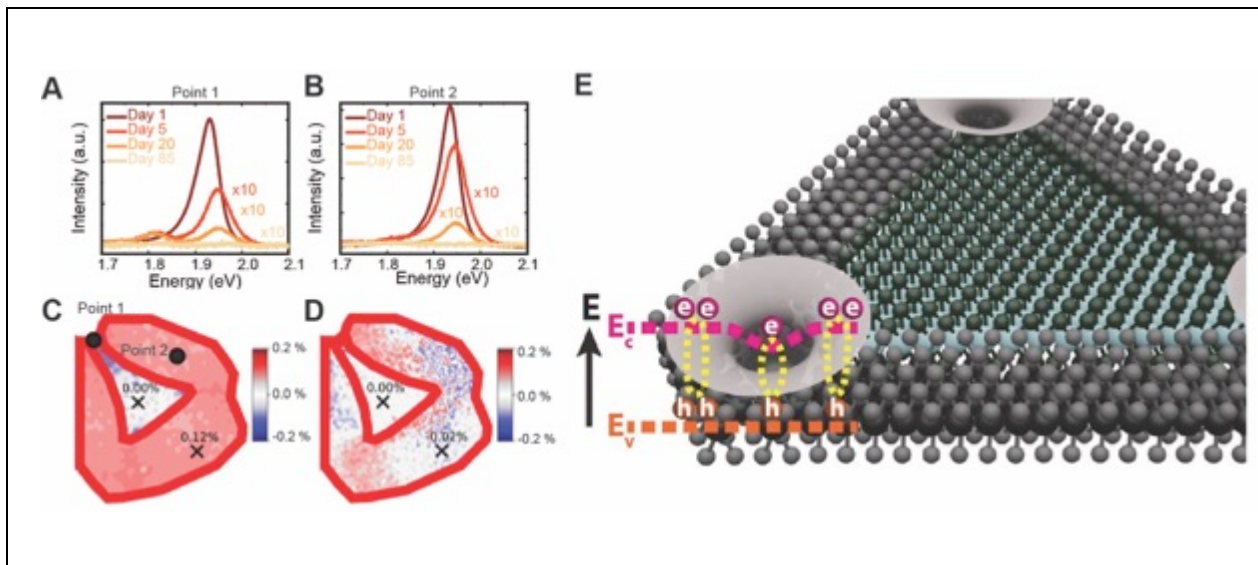 A
Point 1
Day 1
Day 5
Day 20
Day 85
x10
x10
x10
Intensity (a.u.)
1.7 1.8 1.9 2.0 2.1
Energy (eV)
B
Point 2
Day 1
Day 5
Day 20
Day 85
x10
x10
x10
Intensity (a.u.)
1.7 1.8 1.9 2.0 2.1
Energy (eV)
C
Point 1
Point 2
0.00%
0.12%
0.2 %
0.0%
-0.2 %
D
0.00%
0.02%
0.2 %
0.0%
-0.2 %
E
E
Ec
Ev
e e e e e
h h h h